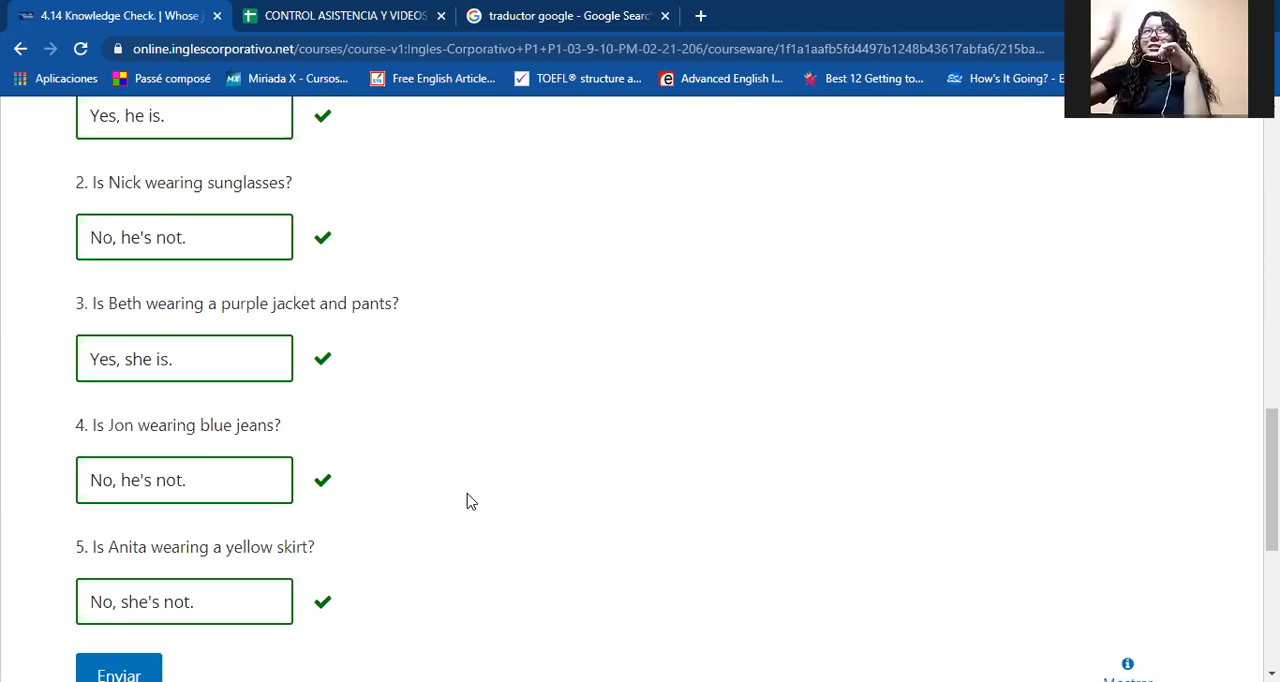 4.14 Knowledge Check. | Whose j
CONTROL ASISTENCIA Y VIDEOS
traductor google - Google Searc
online.inglescorporativo.net/courses/course-v1:Ingles-Corporativo+P1+P1-03-9-10-PM-02-21-206/courseware/1f1a1aafb5fd4497b1248b43617abfa6/215ba...
Aplicaciones
Passé composé
Miriada X - Cursos...
Free English Article...
TOEFL® structure a...
Advanced English l...
Best 12 Getting to...
How's It Going? - E
Yes, he is.
2. Is Nick wearing sunglasses?
No, he's not.
3. Is Beth wearing a purple jacket and pants?
Yes, she is.
4. Is Jon wearing blue jeans?
No, he's not.
5. Is Anita wearing a yellow skirt?
No, she's not.
Enviar
Mostrar